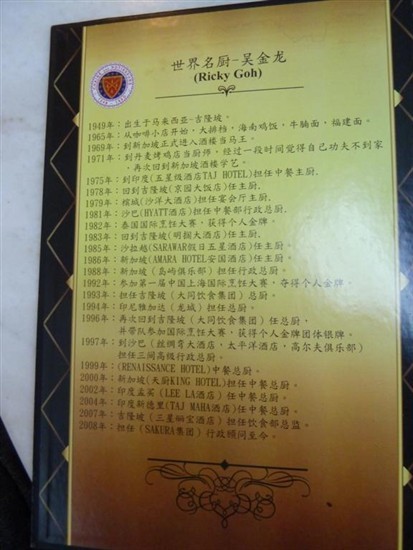 世界名厨-吴金龙
(Ricky Goh)
1949年：出生于马来西亚-吉隆坡.
1965年：从咖啡小店开始，大排档，海南鸡饭，牛腩面，福建面.
1968年：到新加坡正式进入酒楼当马王.
1971年：到丹麦烤鸭店当厨师，经过一段时间觉得自己功夫不到家
，再次回到新加坡酒楼学艺.
1975年：到印度(五星级酒店TAJ HOTEL)担任中餐主厨.
1978年：回到吉隆坡(京园大饭店)任主厨.
1979年：槟城(沙洋大酒店)担任宴会厅主厨.
1981年：沙巴(HYATT酒店)担任中餐部行政总厨.
1982年：泰国国际烹饪大赛，获得个人金牌.
1983年：回到吉隆坡(明阁大酒店)任主厨.
1985年：沙拉越(SARAWAR假日五星酒店)任主厨.
1986年：新加坡(AMARA HOTEL安国酒店)任主厨.
1988年：新加坡（岛屿俱乐部）担任行政总厨.
1992年：参加第一届中国上海国际烹饪大赛，夺得个人金牌.
1993年：担任吉隆坡（大同饮食集团）总厨.
1994年：印尼雅加达（龙城）担任总厨.
1996年：再次回到吉隆坡（大同饮食集团）任总厨.
并带队参加国际烹饪大赛，获得个人金牌团体银牌.
1997年：到沙巴（丝绸湾大酒店，太平洋酒店，高尔夫俱乐部）
担任三间高级行政总厨.
1999年：(RENAISSANCE HOTEL)中餐总厨.
2000年：新加坡(天厨KING HOTEL)担任中餐总厨.
2002年：印度孟买（LEE LA酒店）任中餐总厨.
2004年：印度新德里(TAJ MAHA酒店)任中餐总厨.
2007年：吉隆坡（三星丽宝酒店）担任饮食部总监.
2008年：担任（SAKURA集团）行政顾问至今.